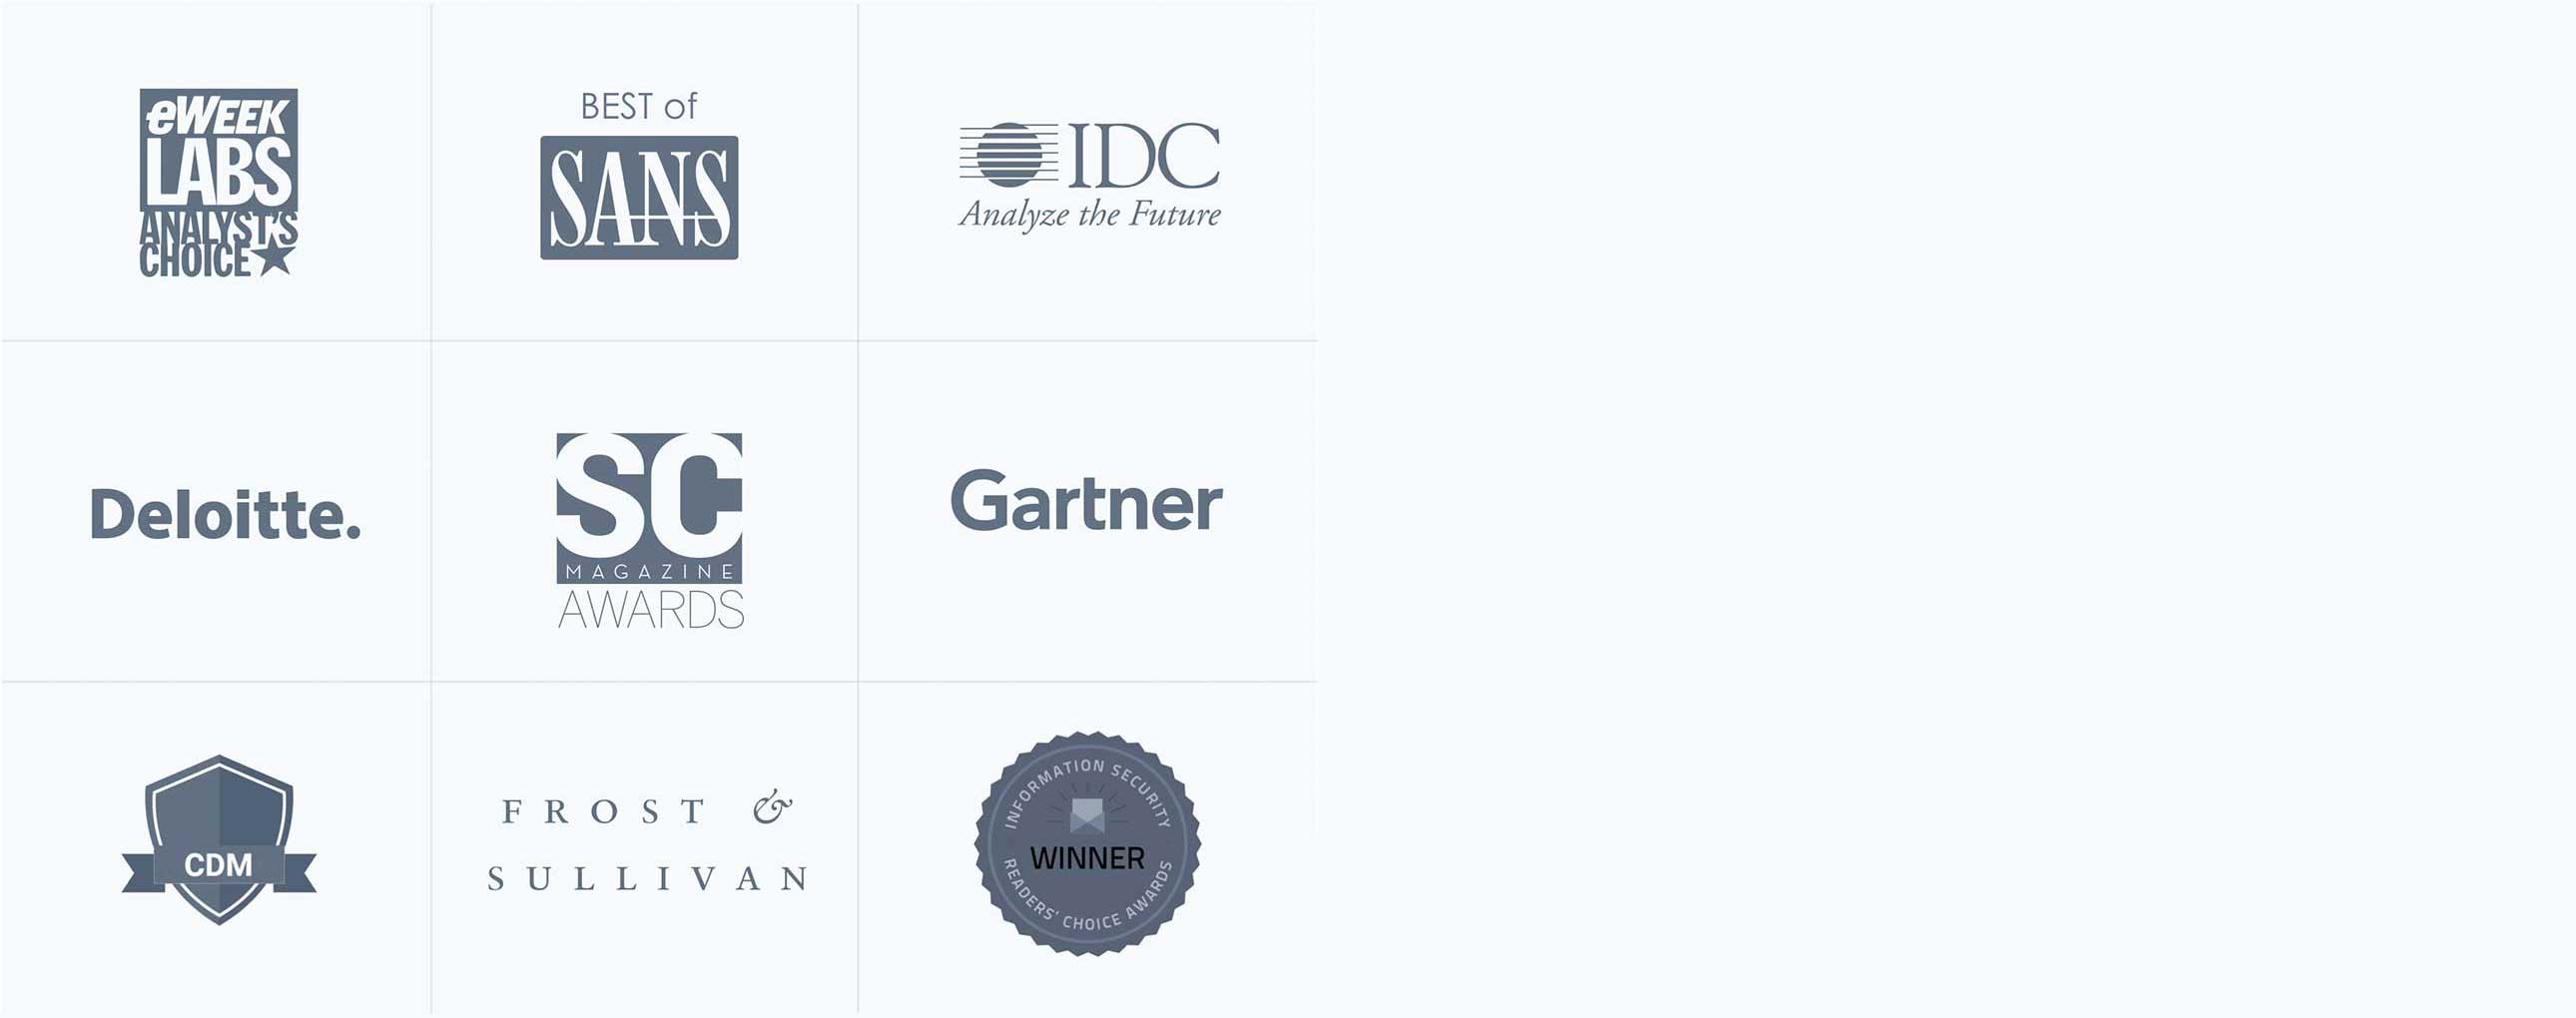 eWEEK
LABS
ANALYST'S
CHOICE
BEST of
SANS
IDC
Analyze the Future
Deloitte.
SC
MAGAZINE
AWARDS
Gartner
CDM
FROST &
SULLIVAN
INFORMATION SECURITY
WINNER
READERS' CHOICE AWARDS